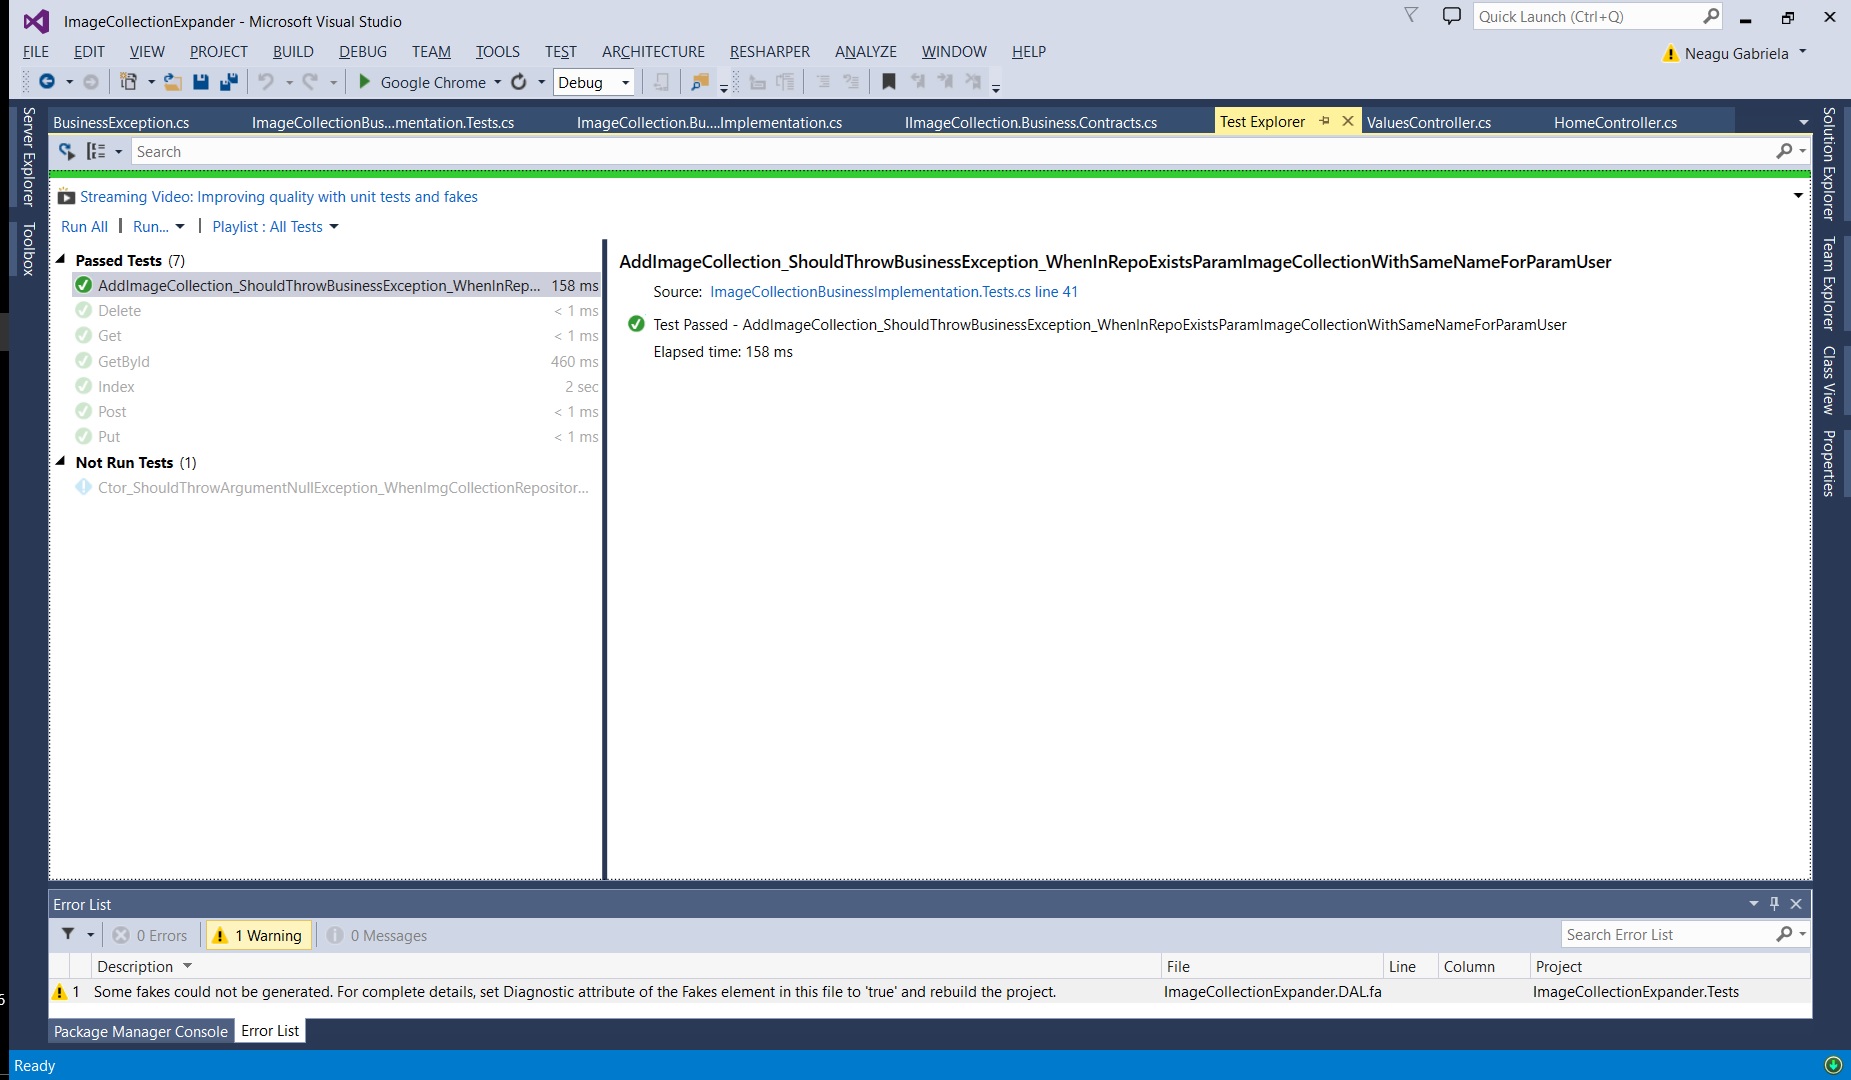 ImageCollectionExpander - Microsoft Visual Studio
Quick Launch (Ctrl+Q)
FILE EDIT VIEW PROJECT BUILD DEBUG TEAM TOOLS TEST ARCHITECTURE RESHARPER ANALYZE WINDOW HELP
Neagu Gabriela
Google Chrome
Debug
Server Explorer
Toolbox
BusinessException.cs ImageCollectionBus...mentation.Tests.cs ImageCollection.Bu....Implementation.cs IImageCollection.Business.Contracts.cs Test Explorer ValuesController.cs HomeController.cs
Search
Streaming Video: Improving quality with unit tests and fakes
Run All | Run... | Playlist : All Tests
Passed Tests (7)
AddImageCollection_ShouldThrowBusinessException_WhenInRep... 158 ms
Delete < 1 ms
Get < 1 ms
GetById 460 ms
Index 2 sec
Post < 1 ms
Put < 1 ms
Not Run Tests (1)
Ctor_ShouldThrowArgumentNullException_WhenImgCollectionRepositor...
AddImageCollection_ShouldThrowBusinessException_WhenInRepoExistsParamImageCollectionWithSameNameForParamUser
Source: ImageCollectionBusinessImplementation.Tests.cs line 41
Test Passed - AddImageCollection_ShouldThrowBusinessException_WhenInRepoExistsParamImageCollectionWithSameNameForParamUser
Elapsed time: 158 ms
Solution Explorer
Team Explorer
Class View
Properties
Error List
0 Errors 1 Warning 0 Messages
Search Error List
Description File Line Column Project
1 Some fakes could not be generated. For complete details, set Diagnostic attribute of the Fakes element in this file to 'true' and rebuild the project. ImageCollectionExpander.DAL.fa ImageCollectionExpander.Tests
Package Manager Console Error List
Ready